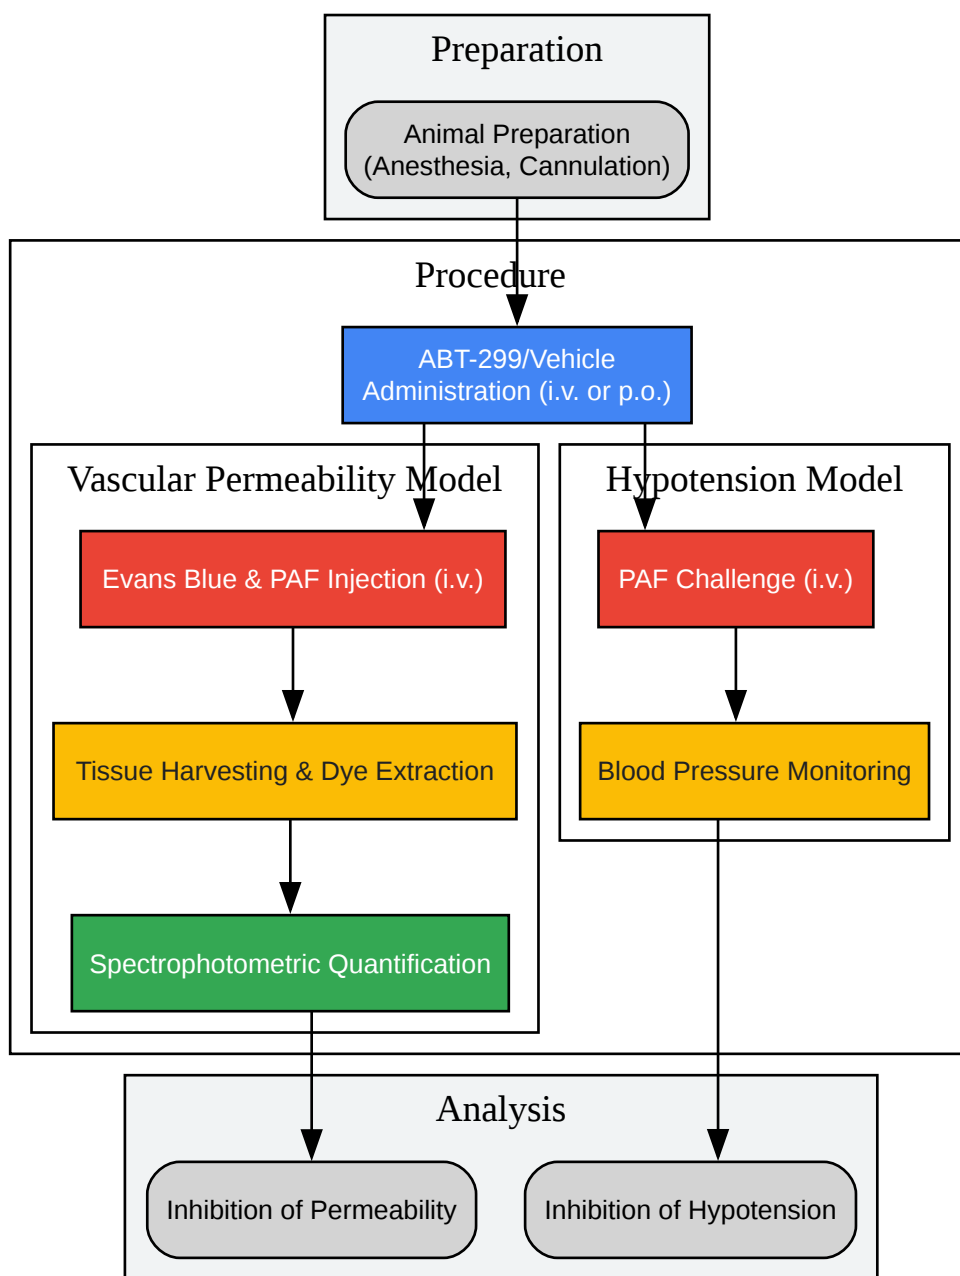 Preparation
Animal Preparation
(Anesthesia, Cannulation)
Procedure
ABT-299/Vehicle
Administration (i.v. or p.o.)
Vascular Permeability Model
Evans Blue & PAF Injection (i.v.)
Tissue Harvesting & Dye Extraction
Spectrophotometric Quantification
Hypotension Model
PAF Challenge (i.v.)
Blood Pressure Monitoring
Analysis
Inhibition of Permeability
Inhibition of Hypotension